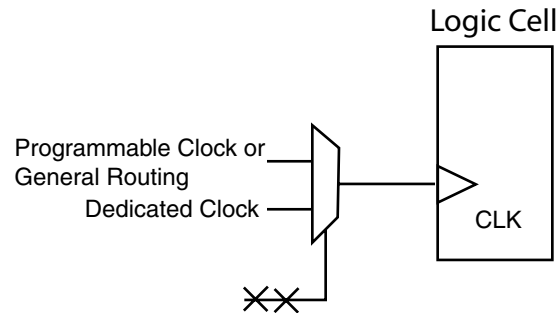 Logic Cell
Programmable Clock or
General Routing
Dedicated Clock
CLK